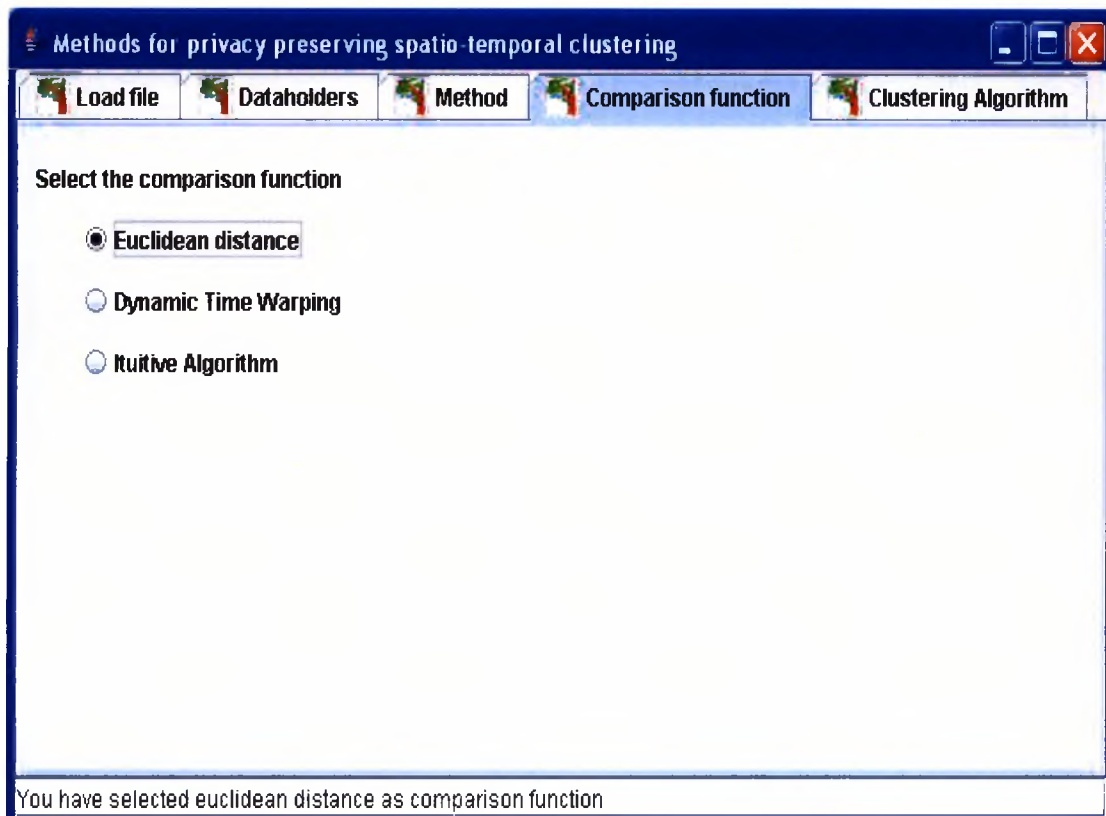 Methods for privacy preserving spatio-temporal clustering
Load file Dataholders Method Comparison function Clustering Algorithm
Select the comparison function
Euclidean distance
Dynamic Time Warping
Ituitive Algorithm
You have selected euclidean distance as comparison function